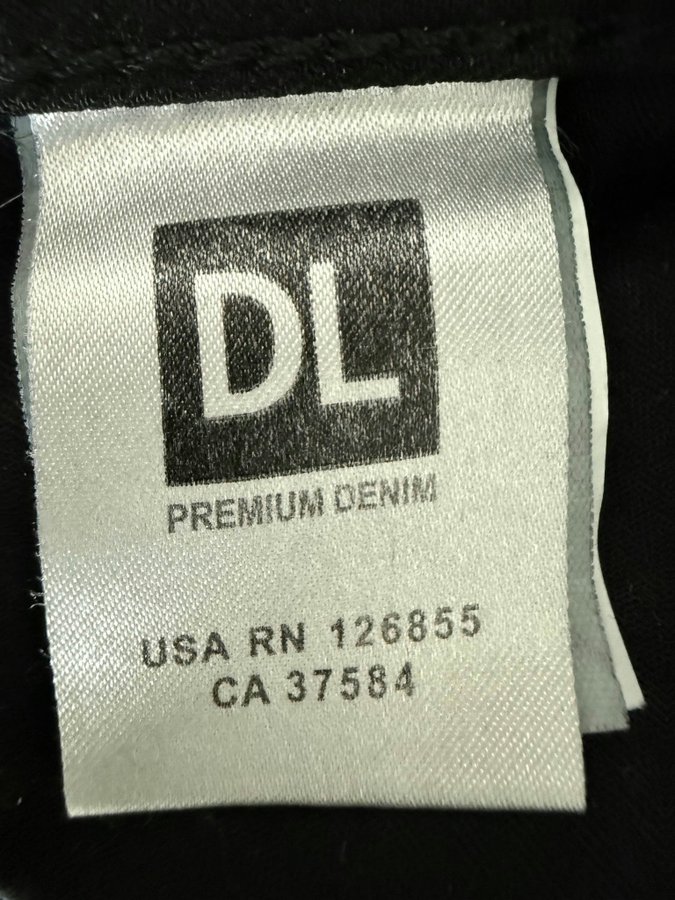 DL
PREMIUM DENIM
USA RN 126855
CA 37584